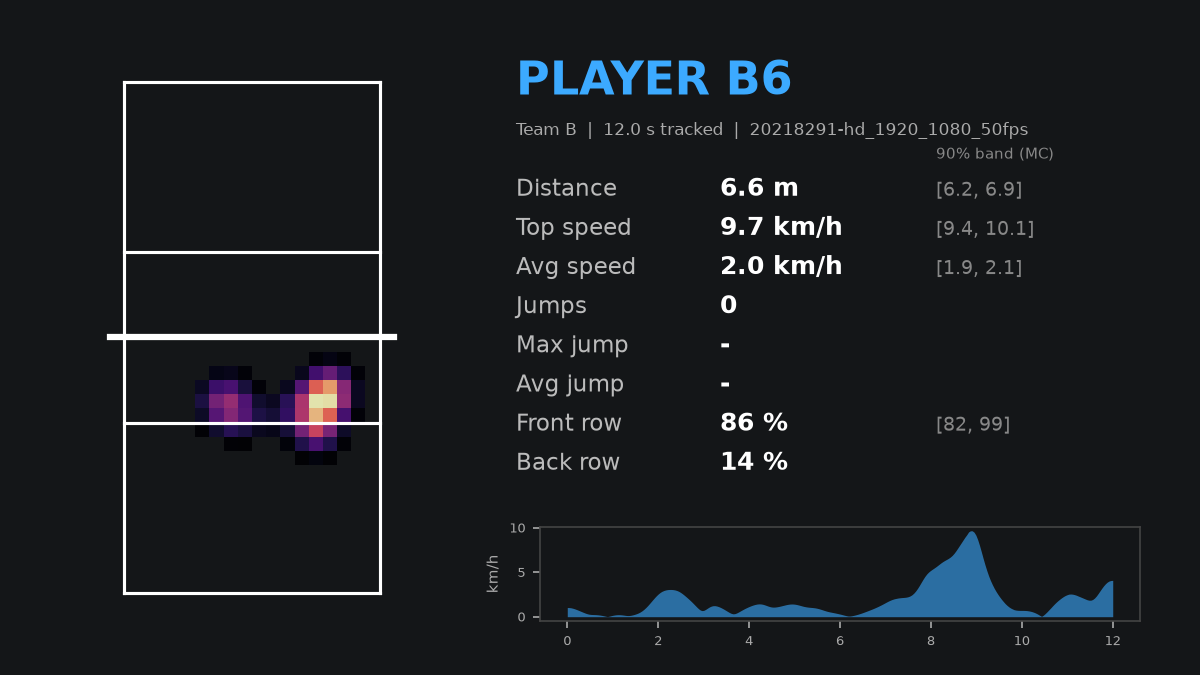 PLAYER B6
Team B | 12.0 s tracked | 20218291-hd_1920_1080_50fps
90% band (MC)
Distance 6.6 m [6.2, 6.9]
Top speed 9.7 km/h [9.4, 10.1]
Avg speed 2.0 km/h [1.9, 2.1]
Jumps 0
Max jump -
Avg jump -
Front row 86 % [82, 99]
Back row 14 %
10
5
0
km/h
0 2 4 6 8 10 12